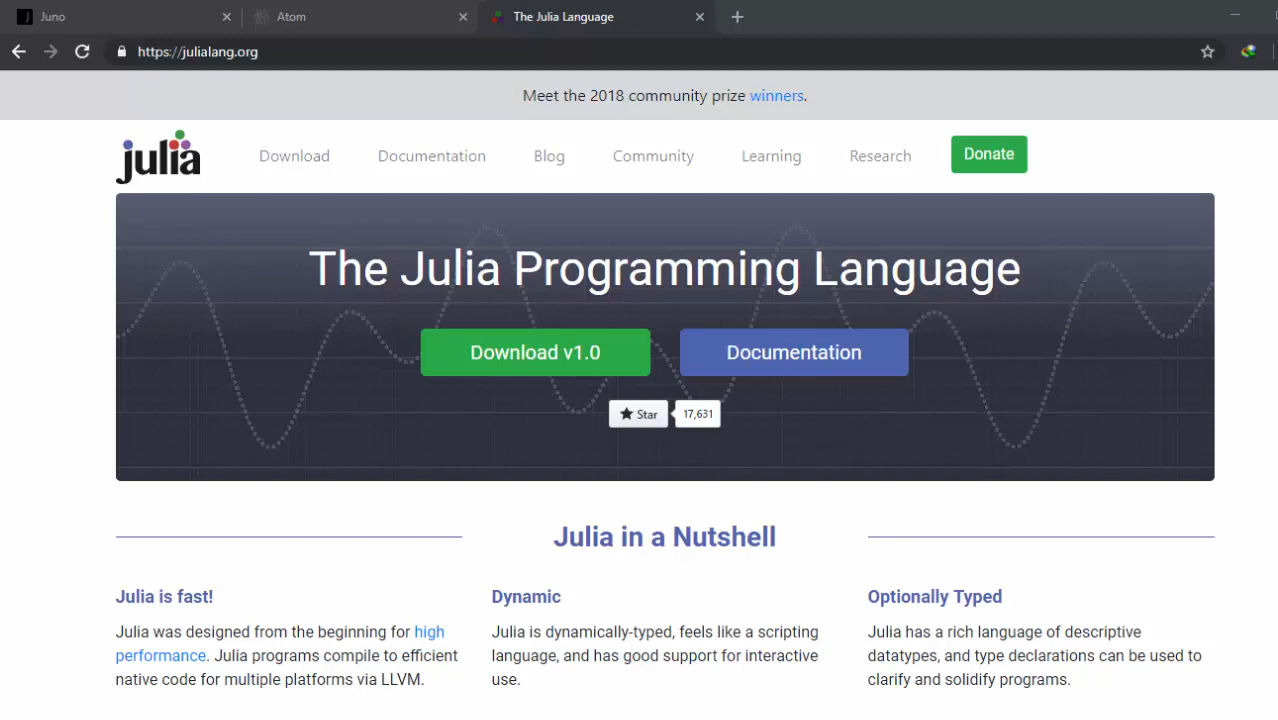 Juno
Atom
The Julia Language
https://julialang.org
Meet the 2018 community prize winners.
julia
Download
Documentation
Blog
Community
Learning
Research
Donate
The Julia Programming Language
Download v1.0
Documentation
Star
17,631
Julia in a Nutshell
Julia is fast!
Julia was designed from the beginning for high
performance. Julia programs compile to efficient
native code for multiple platforms via LLVM.
Dynamic
Julia is dynamically-typed, feels like a scripting
language, and has good support for interactive
use.
Optionally Typed
Julia has a rich language of descriptive
datatypes, and type declarations can be used to
clarify and solidify programs.